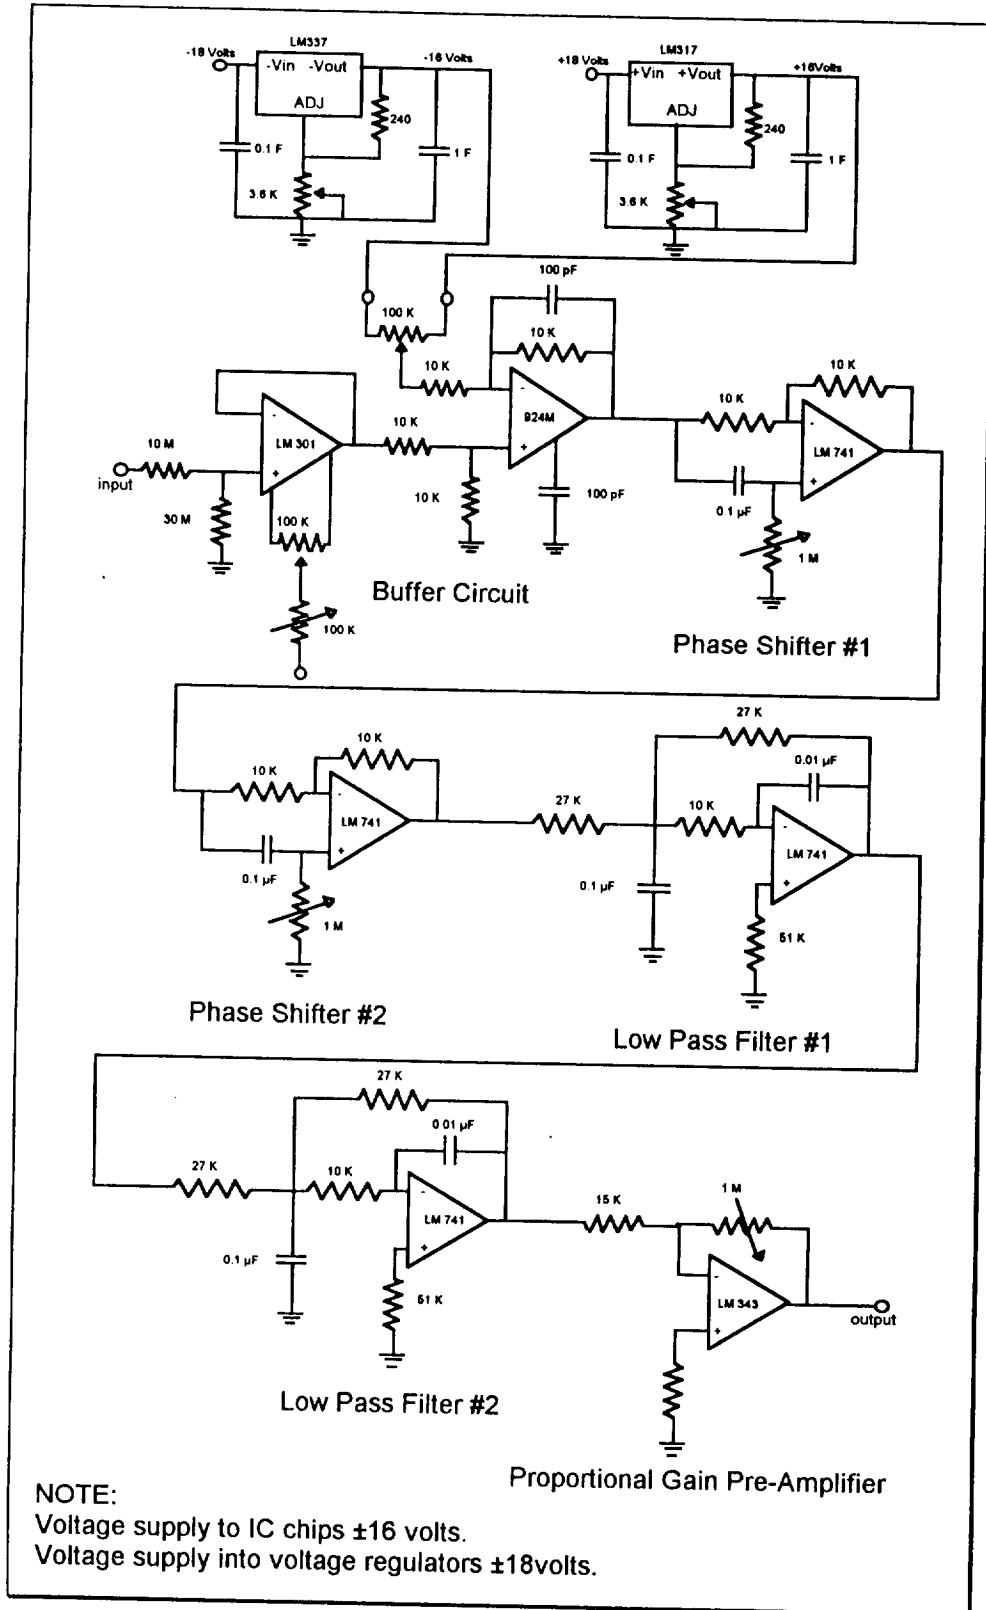 LM337
-18 Volts
-Vin -Vout
-16 Volts
ADJ
240
0.1 F
1 F
3.6 K
LM317
+18 Volts
+Vin +Vout
+16Volts
ADJ
240
0.1 F
1 F
3.6K
100 K
100 pF
10 K
10 K
-
B24M
+
10 K
10 K
100 pF
10 M
input
30 M
-
LM 301
+
100 K
100 K
Buffer Circuit
10 K
10 K
-
LM 741
+
0.1 µF
1 M
Phase Shifter #1
10 K
10 K
-
LM 741
+
0.1 µF
1 M
Phase Shifter #2
27 K
27 K
10 K
0.01 µF
-
LM 741
+
0.1 µF
51 K
Low Pass Filter #1
27 K
27 K
10K
0.01 µF
-
LM 741
+
0.1 µF
51 K
Low Pass Filter #2
15 K
1 M
-
LM 343
+
output
Proportional Gain Pre-Amplifier
NOTE:
Voltage supply to IC chips ±16 volts.
Voltage supply into voltage regulators ±18volts.